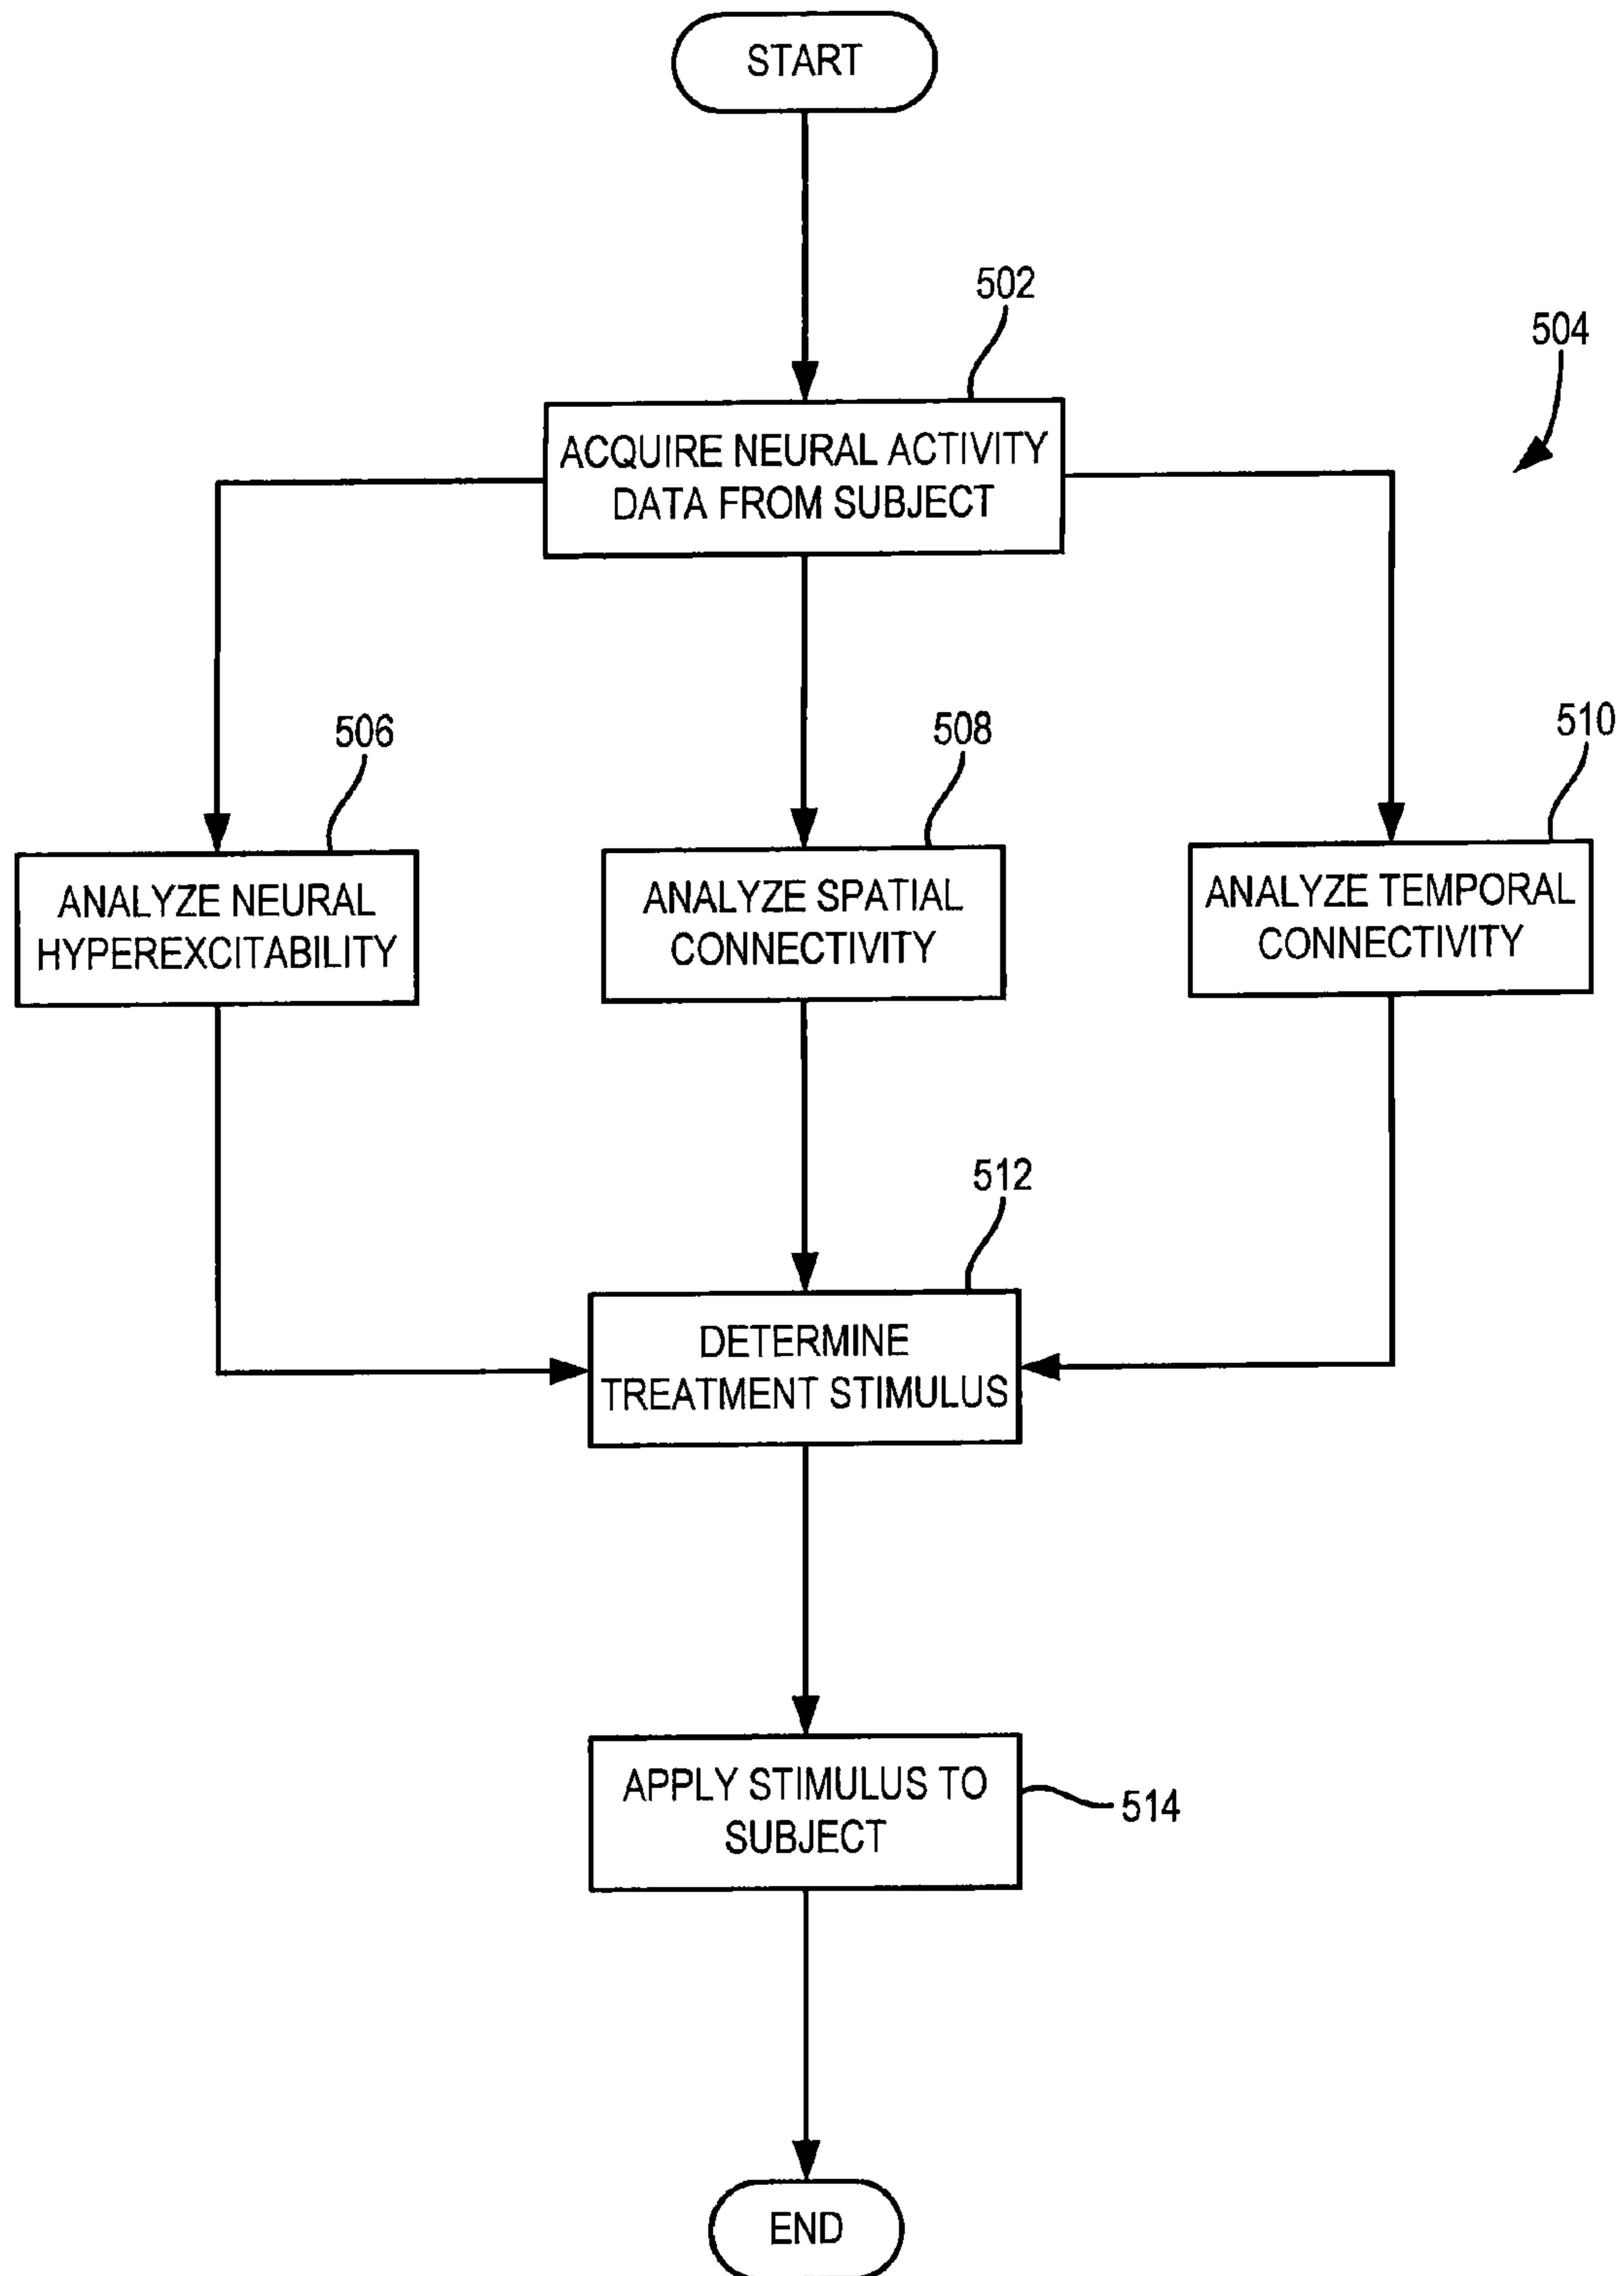 START
502
504
ACQUIRE NEURAL ACTIVITY
DATA FROM SUBJECT
506
508
510
ANALYZE NEURAL
HYPEREXCITABILITY
ANALYZE SPATIAL
CONNECTIVITY
ANALYZE TEMPORAL
CONNECTIVITY
512
DETERMINE
TREATMENT STIMULUS
APPLY STIMULUS TO
SUBJECT
514
END